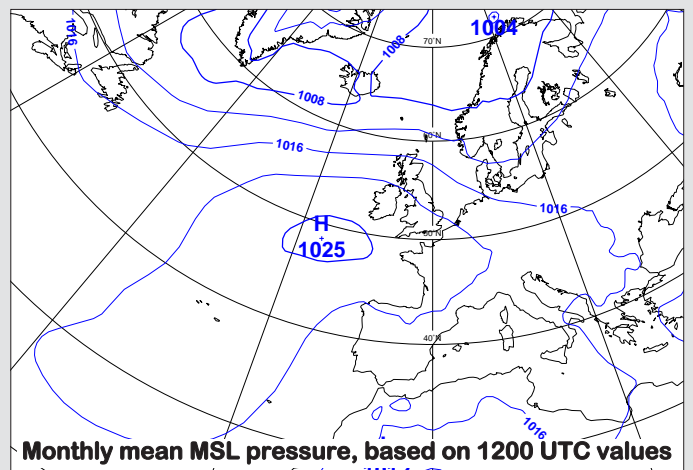 1004
1016
1008
70°N
1008
60°N
1016
1016
H
50°N
1025
40°N
1016
Monthly mean MSL pressure, based on 1200 UTC values